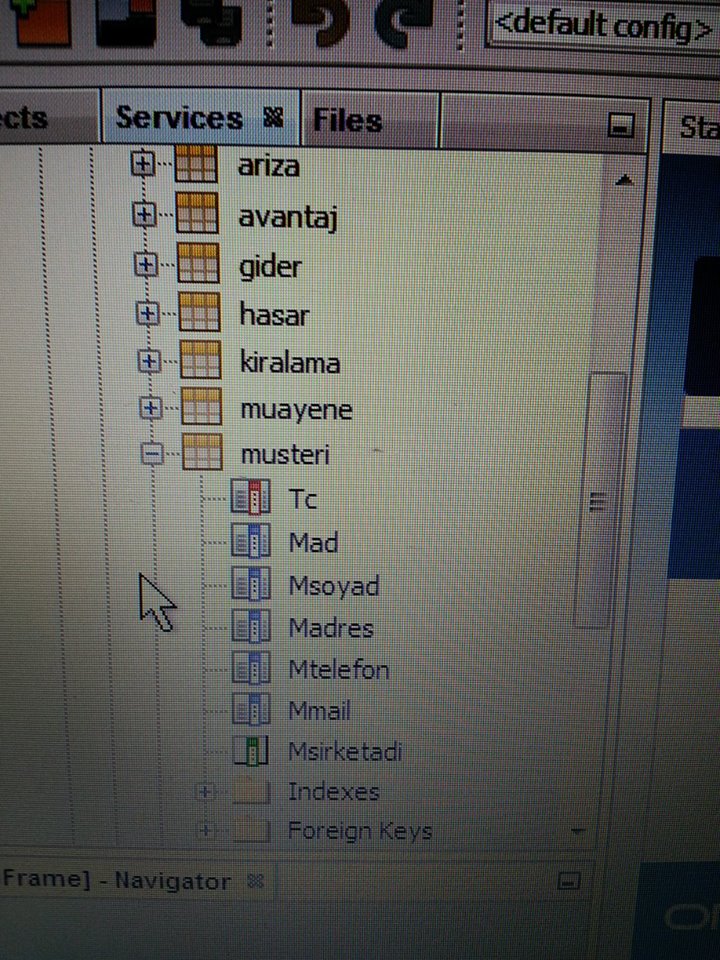 <default config>
cts
Services
Files
Sta
ariza
avantaj
gider
hasar
kiralama
muayene
musteri
Tc
Mad
Msoyad
Madres
Mtelefon
Mmail
Msirketadi
Indexes
Foreign Keys
Frame] - Navigator